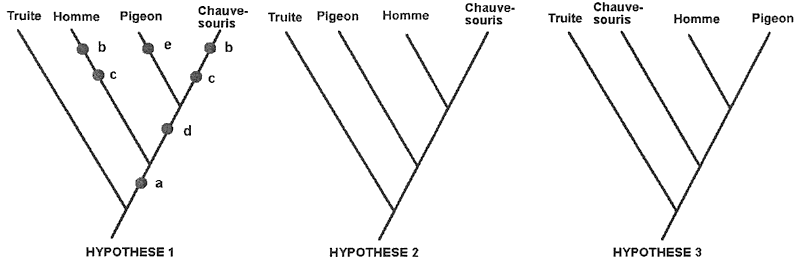 Truite Homme Pigeon Chauve-
souris
b e b
c c
d
a
HYPOTHESE 1
Truite Pigeon Homme Chauve-
souris
HYPOTHESE 2
Truite Chauve-
souris Homme Pigeon
HYPOTHESE 3